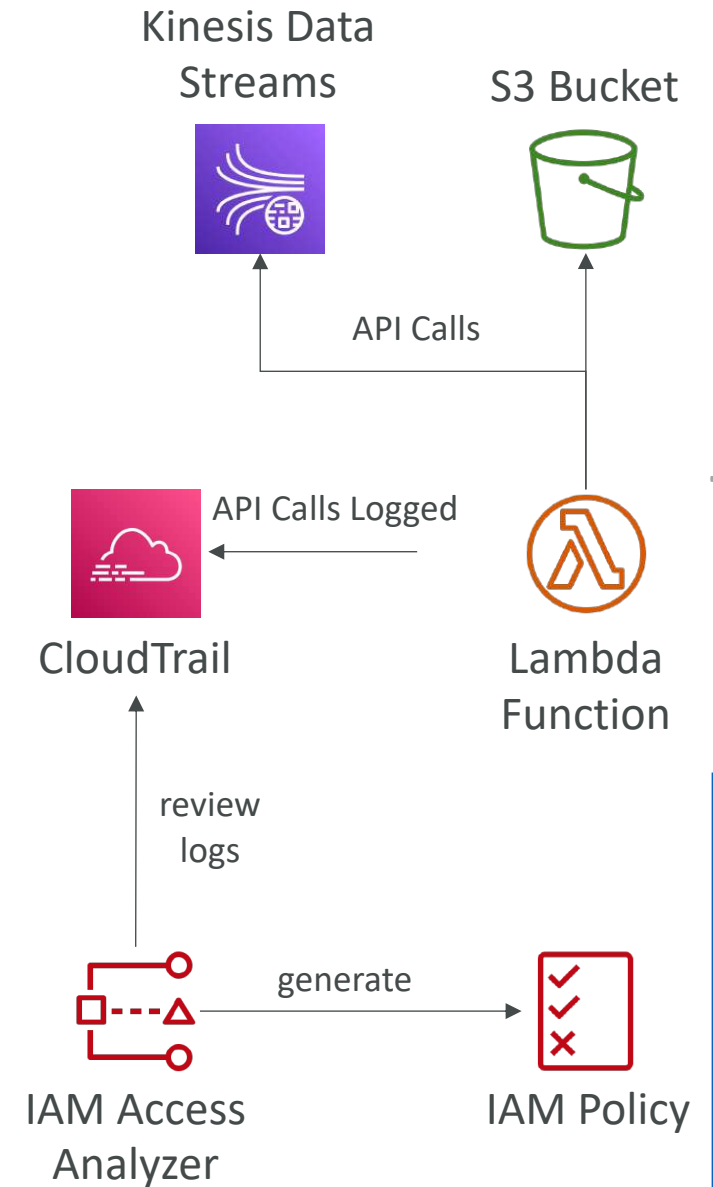 Kinesis Data
Streams
S3 Bucket
API Calls
API Calls Logged
CloudTrail
Lambda
Function
review
logs
generate
IAM Access
Analyzer
IAM Policy